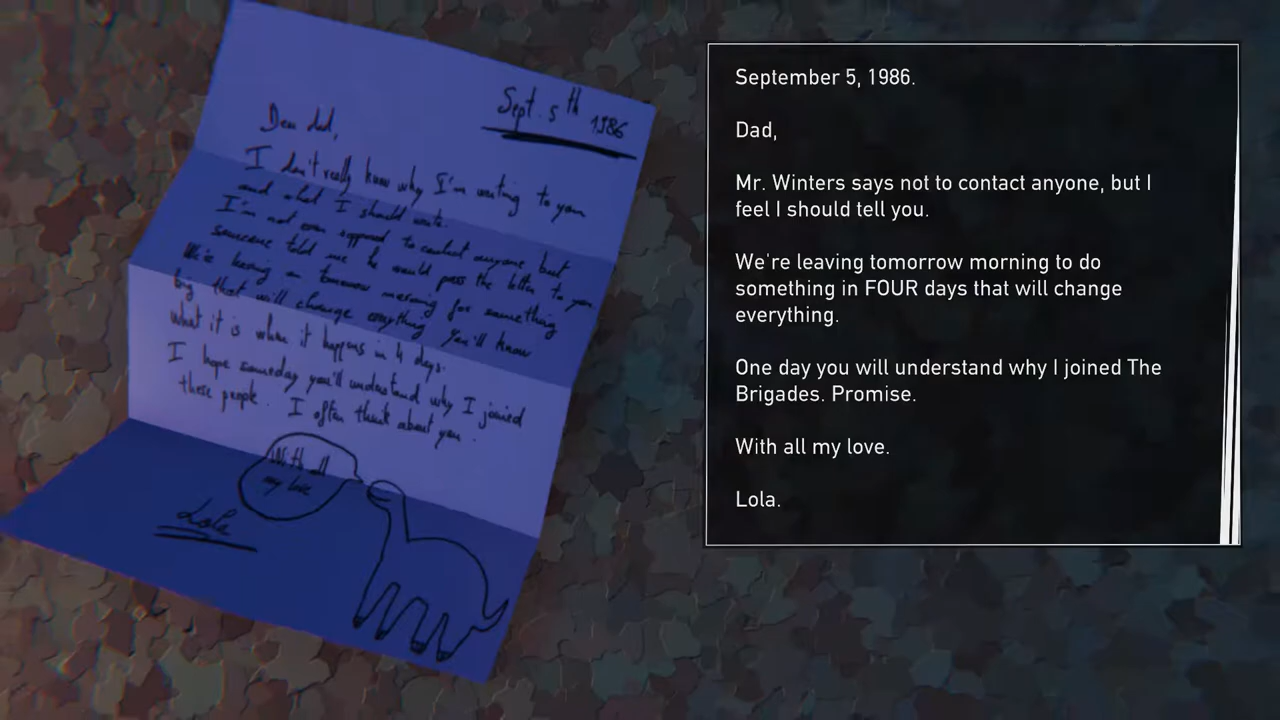 Sept. 5th 1986
Dear dad,
I don't really know why I'm writing to you
and what I should write.
I'm not even supposed to contact anyone, but
someone told me he would pass the letter to you
We're leaving on tomorrow morning for something
big that will change everything. You'll know
what it is when it happens in 4 days.
I hope someday you'll understand why I joined
these people. I often think about you.
With all
my love
Lola
September 5, 1986.
Dad,
Mr. Winters says not to contact anyone, but I
feel I should tell you.
We're leaving tomorrow morning to do
something in FOUR days that will change
everything.
One day you will understand why I joined The
Brigades. Promise.
With all my love.
Lola.